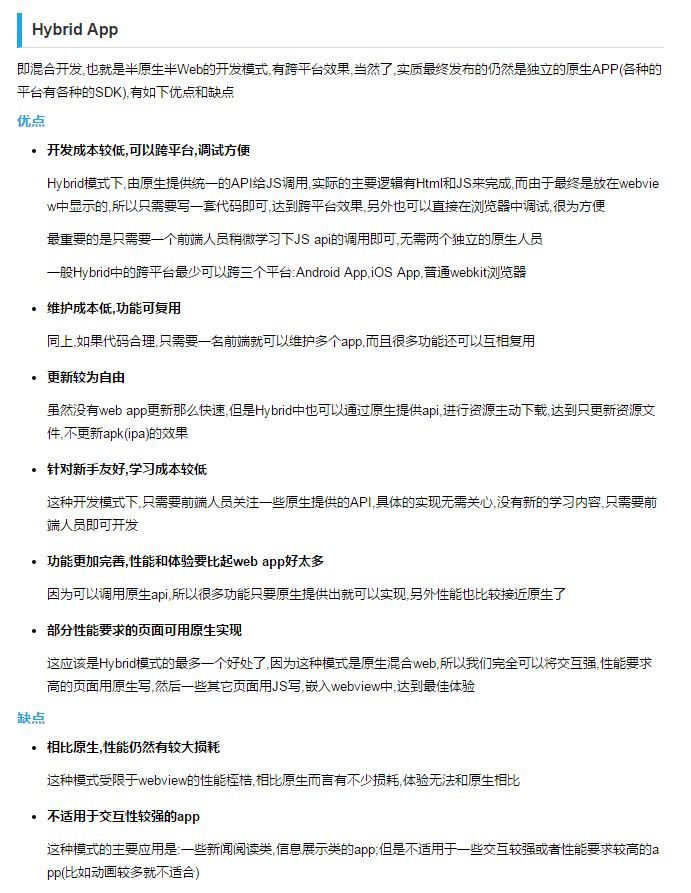 Hybrid App
即混合开发,也就是半原生半Web的开发模式,有跨平台效果,当然了,实质最终发布的仍然是独立的原生APP(各种的
平台有各种的SDK),有如下优点和缺点
优点
• 开发成本较低,可以跨平台,调试方便
Hybrid模式下,由原生提供统一的API给JS调用,实际的主要逻辑有Html和JS来完成,而由于最终是放在webvie
w中显示的,所以只需要写一套代码即可,达到跨平台效果,另外也可以直接在浏览器中调试,很为方便
最重要的是只需要一个前端人员稍微学习下JS api的调用即可,无需两个独立的原生人员
一般Hybrid中的跨平台最少可以跨三个平台:Android App,iOS App,普通webkit浏览器
• 维护成本低,功能可复用
同上,如果代码合理,只需要一名前端就可以维护多个app,而且很多功能还可以互相复用
• 更新较为自由
虽然没有web app更新那么快速,但是Hybrid中也可以通过原生提供api,进行资源主动下载,达到只更新资源文
件,不更新apk(ipa)的效果
• 针对新手友好,学习成本较低
这种开发模式下,只需要前端人员关注一些原生提供的API,具体的实现无需关心,没有新的学习内容,只需要前
端人员即可开发
• 功能更加完善,性能和体验要比起web app好太多
因为可以调用原生api,所以很多功能只要原生提供出就可以实现,另外性能也比较接近原生了
• 部分性能要求的页面可用原生实现
这应该是Hybrid模式的最多一个好处了,因为这种模式是原生混合web,所以我们完全可以将交互强,性能要求
高的页面用原生写,然后一些其它页面用JS写,嵌入webview中,达到最佳体验
缺点
• 相比原生,性能仍然有较大损耗
这种模式受限于webview的性能桎梏,相比原生而言有不少损耗,体验无法和原生相比
• 不适用于交互性较强的app
这种模式的主要应用是:一些新闻阅读类,信息展示类的app;但是不适用于一些交互较强或者性能要求较高的a
pp(比如动画较多就不适合)